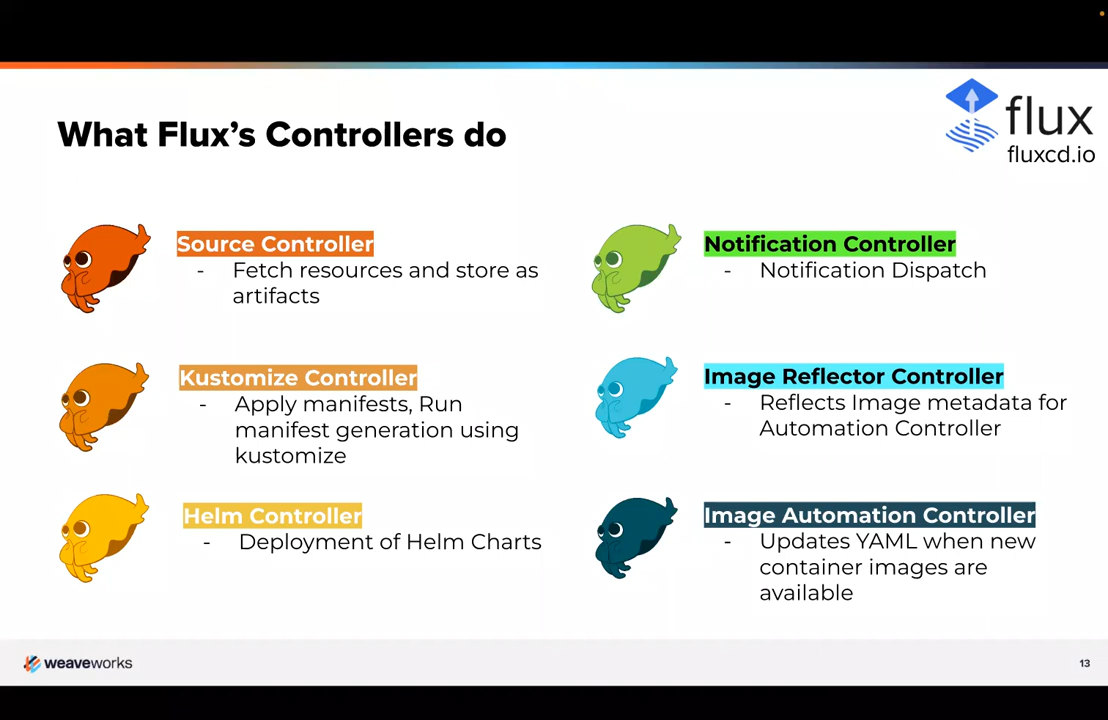 What Flux's Controllers do
flux
fluxcd.io
Source Controller
- Fetch resources and store as
artifacts
Kustomize Controller
- Apply manifests, Run
manifest generation using
kustomize
Helm Controller
- Deployment of Helm Charts
Notification Controller
- Notification Dispatch
Image Reflector Controller
- Reflects Image metadata for
Automation Controller
Image Automation Controller
- Updates YAML when new
container images are
available
weaveworks
13